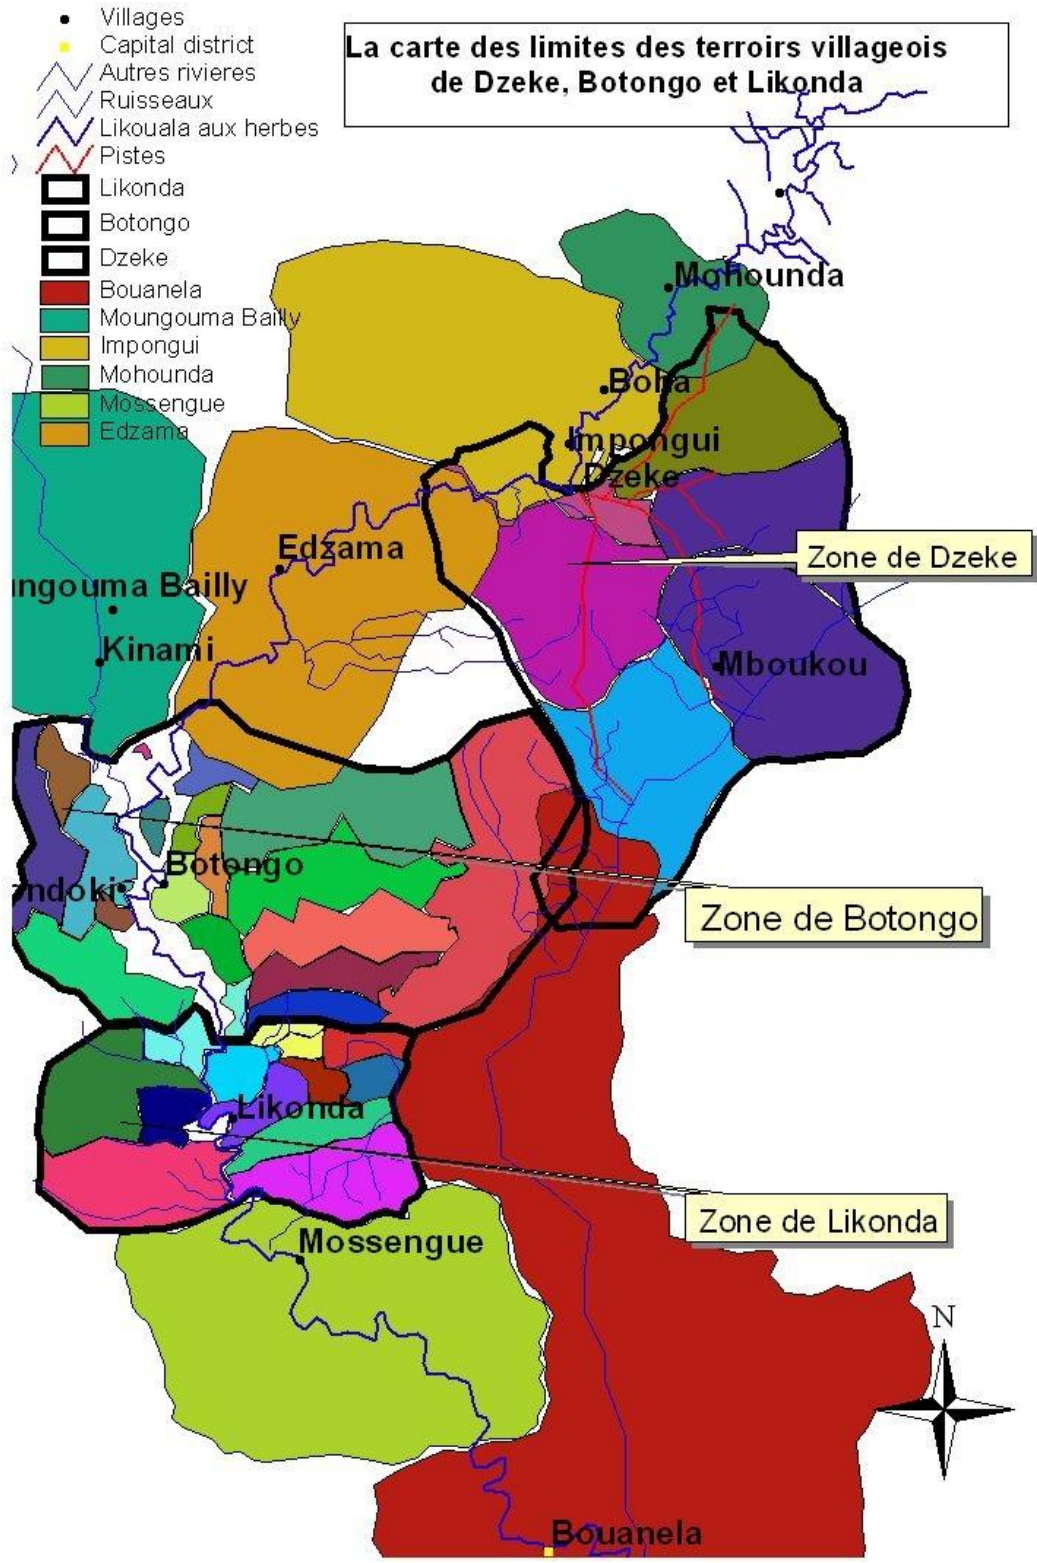 Villages
Capital district
Autres rivieres
Ruisseaux
Likouala aux herbes
Pistes
Likonda
Botongo
Dzeke
Bouanela
Moungouma Bailly
Impongui
Mohounda
Mossengue
Edzama
La carte des limites des terroirs villageois
de Dzeke, Botongo et Likonda
Mohounda
Boha
Impongui
Dzeke
Edzama
Zone de Dzeke
ungouma Bailly
Kinami
Mboukou
Botongo
ndoki
Zone de Botongo
Likonda
Zone de Likonda
Mossengue
N
Bouanela